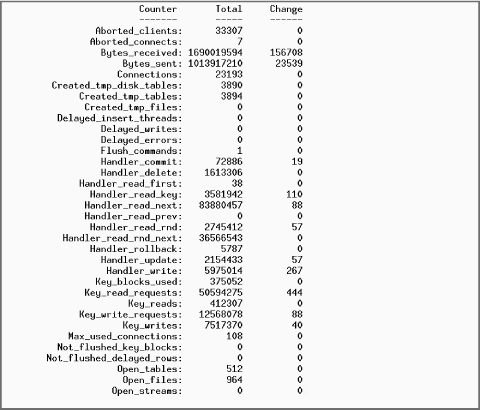 Counter Total Change
------- ----- ------
Aborted_clients: 33307 0
Aborted_connects: 7 0
Bytes_received: 1690019594 156708
Bytes_sent: 1013917210 23539
Connections: 23193 0
Created_tmp_disk_tables: 3890 0
Created_tmp_tables: 3894 0
Created_tmp_files: 0 0
Delayed_insert_threads: 0 0
Delayed_writes: 0 0
Delayed_errors: 0 0
Flush_commands: 1 0
Handler_commit: 72886 19
Handler_delete: 1613306 0
Handler_read_first: 38 0
Handler_read_key: 3581942 110
Handler_read_next: 83880457 88
Handler_read_prev: 0 0
Handler_read_rnd: 2745412 57
Handler_read_rnd_next: 36566543 0
Handler_rollback: 5787 0
Handler_update: 2154433 57
Handler_write: 5975014 267
Key_blocks_used: 375052 0
Key_read_requests: 50594275 444
Key_reads: 412307 0
Key_write_requests: 12568078 88
Key_writes: 7517370 40
Max_used_connections: 108 0
Not_flushed_key_blocks: 0 0
Not_flushed_delayed_rows: 0 0
Open_tables: 512 0
Open_files: 964 0
Open_streams: 0 0